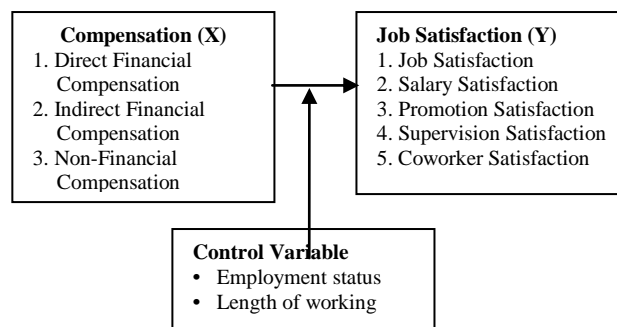 Compensation (X)
1. Direct Financial
Compensation
2. Indirect Financial
Compensation
3. Non-Financial
Compensation
Job Satisfaction (Y)
1. Job Satisfaction
2. Salary Satisfaction
3. Promotion Satisfaction
4. Supervision Satisfaction
5. Coworker Satisfaction
Control Variable
• Employment status
• Length of working